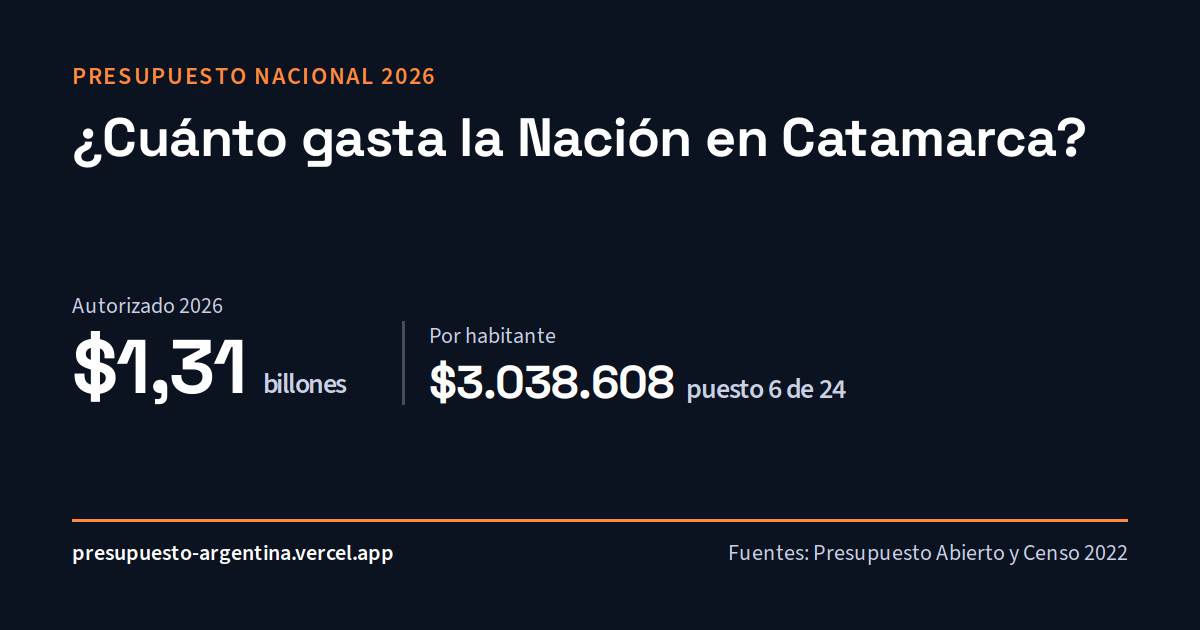 PRESUPUESTO NACIONAL 2026
¿Cuánto gasta la Nación en Catamarca?
Autorizado 2026
$1,31 billones
Por habitante
$3.038.608 puesto 6 de 24
presupuesto-argentina.vercel.app
Fuentes: Presupuesto Abierto y Censo 2022